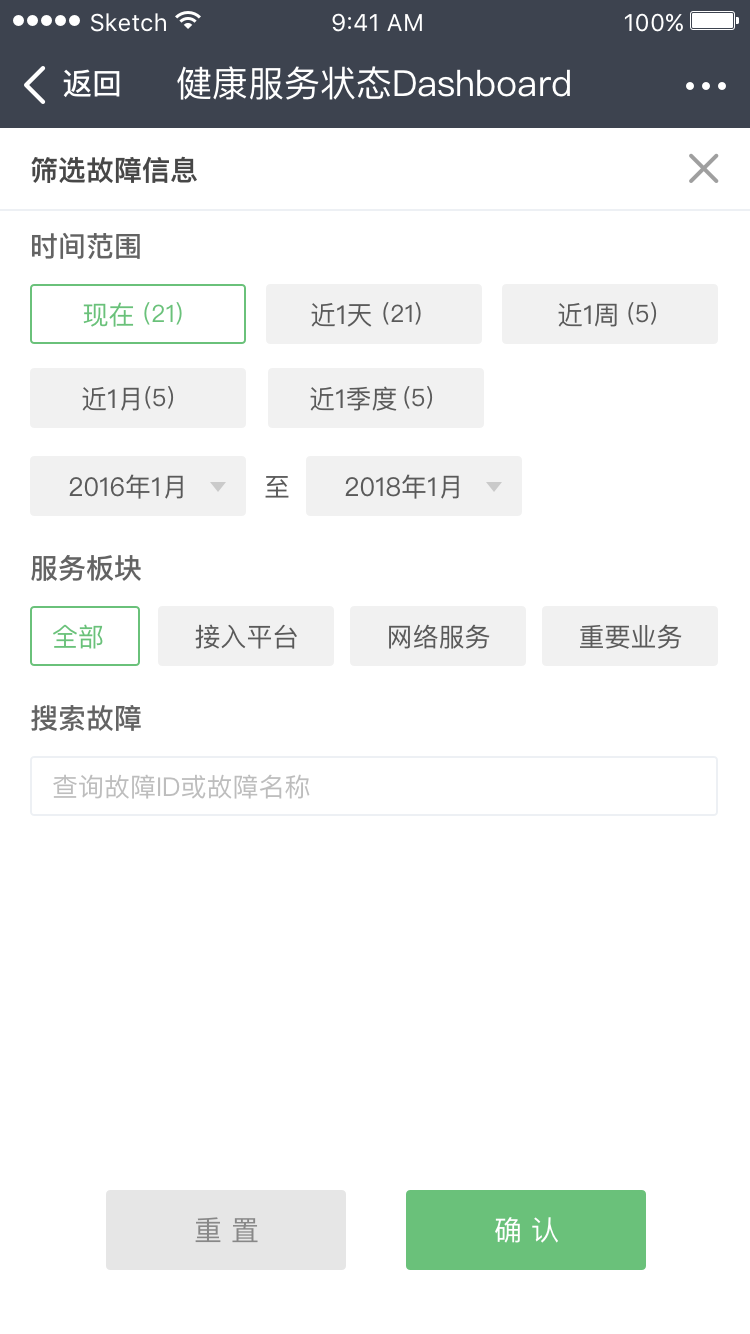 Sketch 9:41 AM 100%
返回 健康服务状态Dashboard
筛选故障信息
时间范围
现在 (21) 近1天 (21) 近1周 (5)
近1月(5) 近1季度 (5)
2016年1月 至 2018年1月
服务板块
全部 接入平台 网络服务 重要业务
搜索故障
查询故障ID或故障名称
重 置 确 认